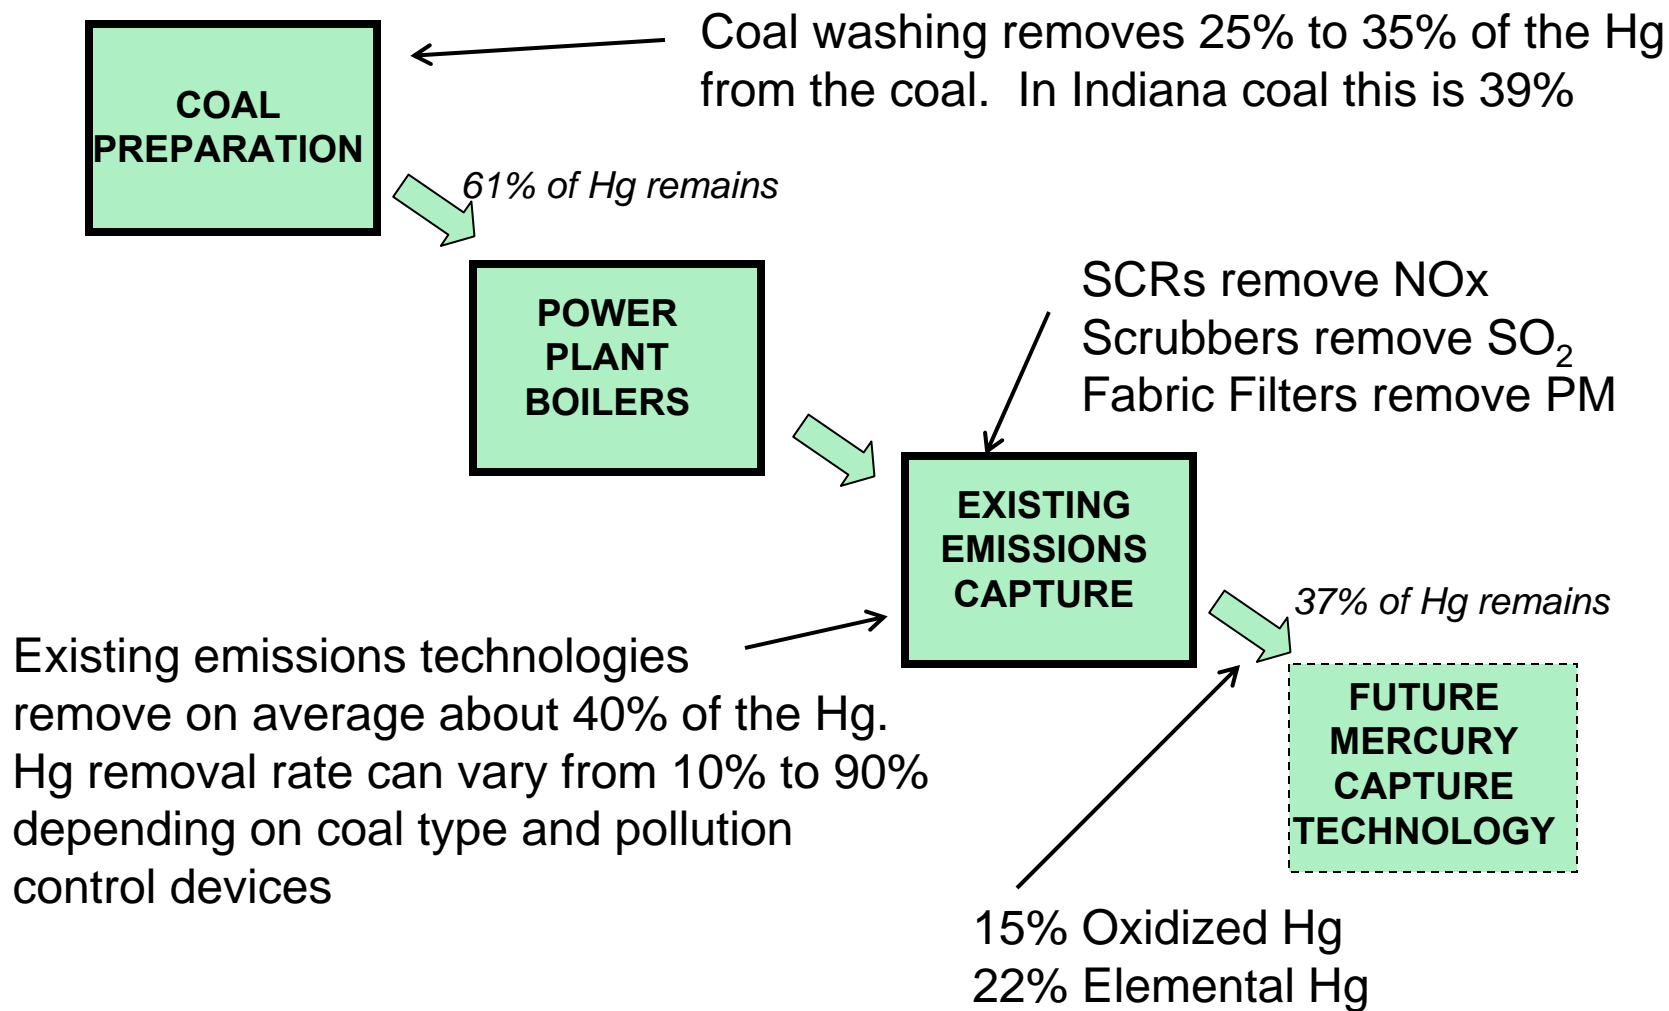 Coal washing removes 25% to 35% of the Hg
from the coal.  In Indiana coal this is 39%
COAL
PREPARATION
61% of Hg remains
POWER
PLANT
BOILERS
SCRs remove NOx
Scrubbers remove SO₂
Fabric Filters remove PM
EXISTING
EMISSIONS
CAPTURE
37% of Hg remains
Existing emissions technologies
remove on average about 40% of the Hg.
Hg removal rate can vary from 10% to 90%
depending on coal type and pollution
control devices
FUTURE
MERCURY
CAPTURE
TECHNOLOGY
15% Oxidized Hg
22% Elemental Hg